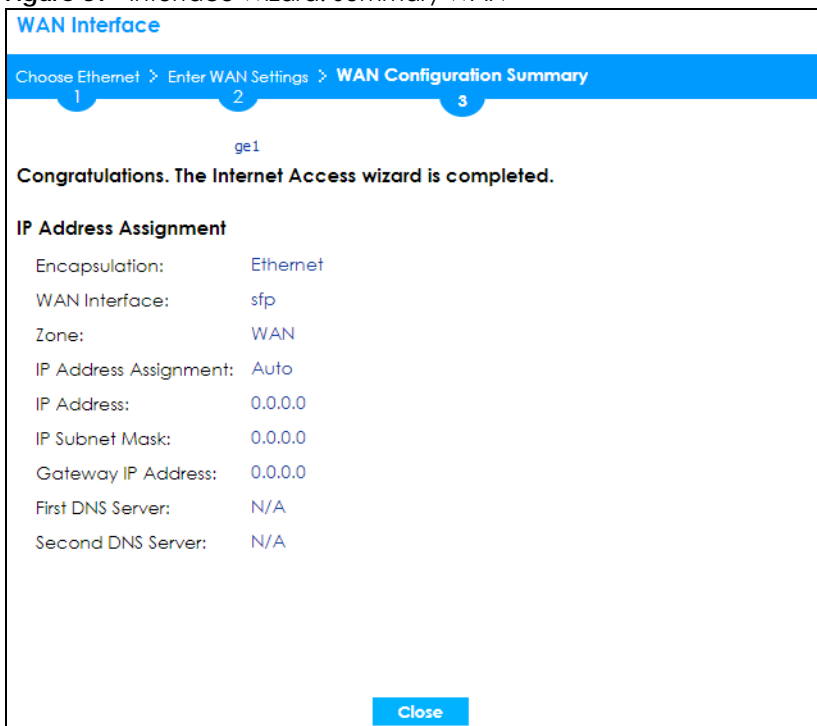 WAN Interface
Choose Ethernet > Enter WAN Settings > WAN Configuration Summary
1 2 3
ge1
Congratulations. The Internet Access wizard is completed.
IP Address Assignment
Encapsulation: Ethernet
WAN Interface: sfp
Zone: WAN
IP Address Assignment: Auto
IP Address: 0.0.0.0
IP Subnet Mask: 0.0.0.0
Gateway IP Address: 0.0.0.0
First DNS Server: N/A
Second DNS Server: N/A
Close